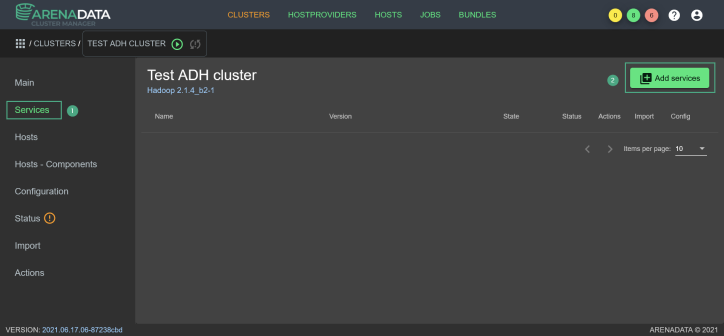 ARENADATA
CLUSTER MANAGER
CLUSTERS HOSTPROVIDERS HOSTS JOBS BUNDLES
0 8 6 ?
/ CLUSTERS / TEST ADH CLUSTER
Main
Services 1
Hosts
Hosts - Components
Configuration
Status !
Import
Actions
Test ADH cluster
Hadoop 2.1.4_b2-1
2 Add services
Name Version State Status Actions Import Config
Items per page: 10
VERSION: 2021.06.17.06-87238cbd
ARENADATA © 2021